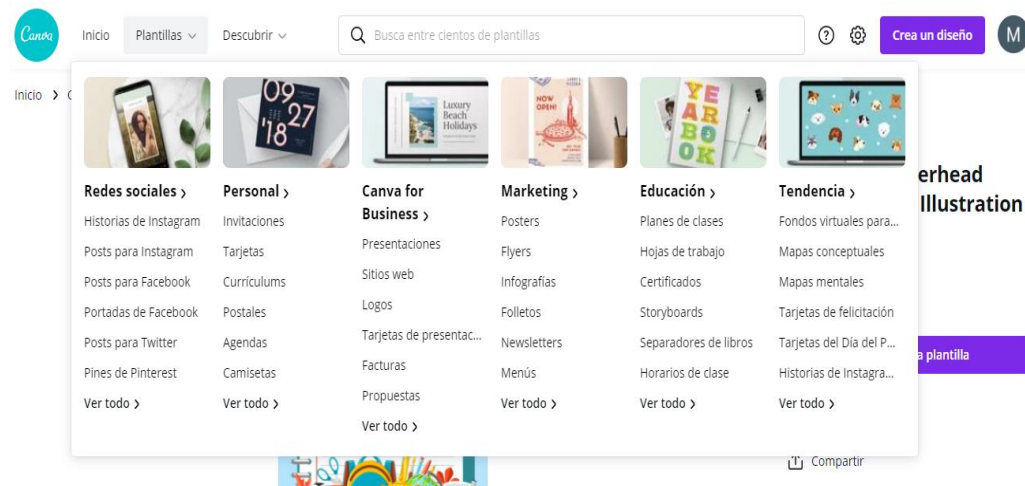 Canva
Inicio
Plantillas
Descubrir
Busca entre cientos de plantillas
Crea un diseño
M
Inicio >
09
27
'18
Luxury
Beach
Holidays
NOW
OPEN!
YE
AR
BO
OK
Redes sociales >
Historias de Instagram
Posts para Instagram
Posts para Facebook
Portadas de Facebook
Posts para Twitter
Pines de Pinterest
Ver todo >
Personal >
Invitaciones
Tarjetas
Currículums
Postales
Agendas
Camisetas
Ver todo >
Canva for
Business >
Presentaciones
Sitios web
Logos
Tarjetas de presentac...
Facturas
Propuestas
Ver todo >
Marketing >
Posters
Flyers
Infografías
Folletos
Newsletters
Menús
Ver todo >
Educación >
Planes de clases
Hojas de trabajo
Certificados
Storyboards
Separadores de libros
Horarios de clase
Ver todo >
Tendencia >
Fondos virtuales para...
Mapas conceptuales
Mapas mentales
Tarjetas de felicitación
Tarjetas del Día del P...
Historias de Instagra...
Ver todo >
erhead
Illustration
a plantilla
Compartir